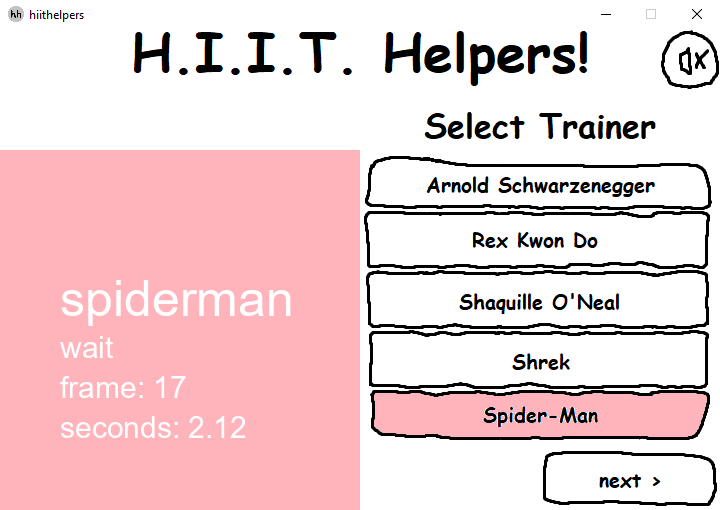 hh hiithelpers
H.I.I.T. Helpers!
Select Trainer
Arnold Schwarzenegger
Rex Kwon Do
Shaquille O'Neal
Shrek
Spider-Man
next >
spiderman
wait
frame: 17
seconds: 2.12